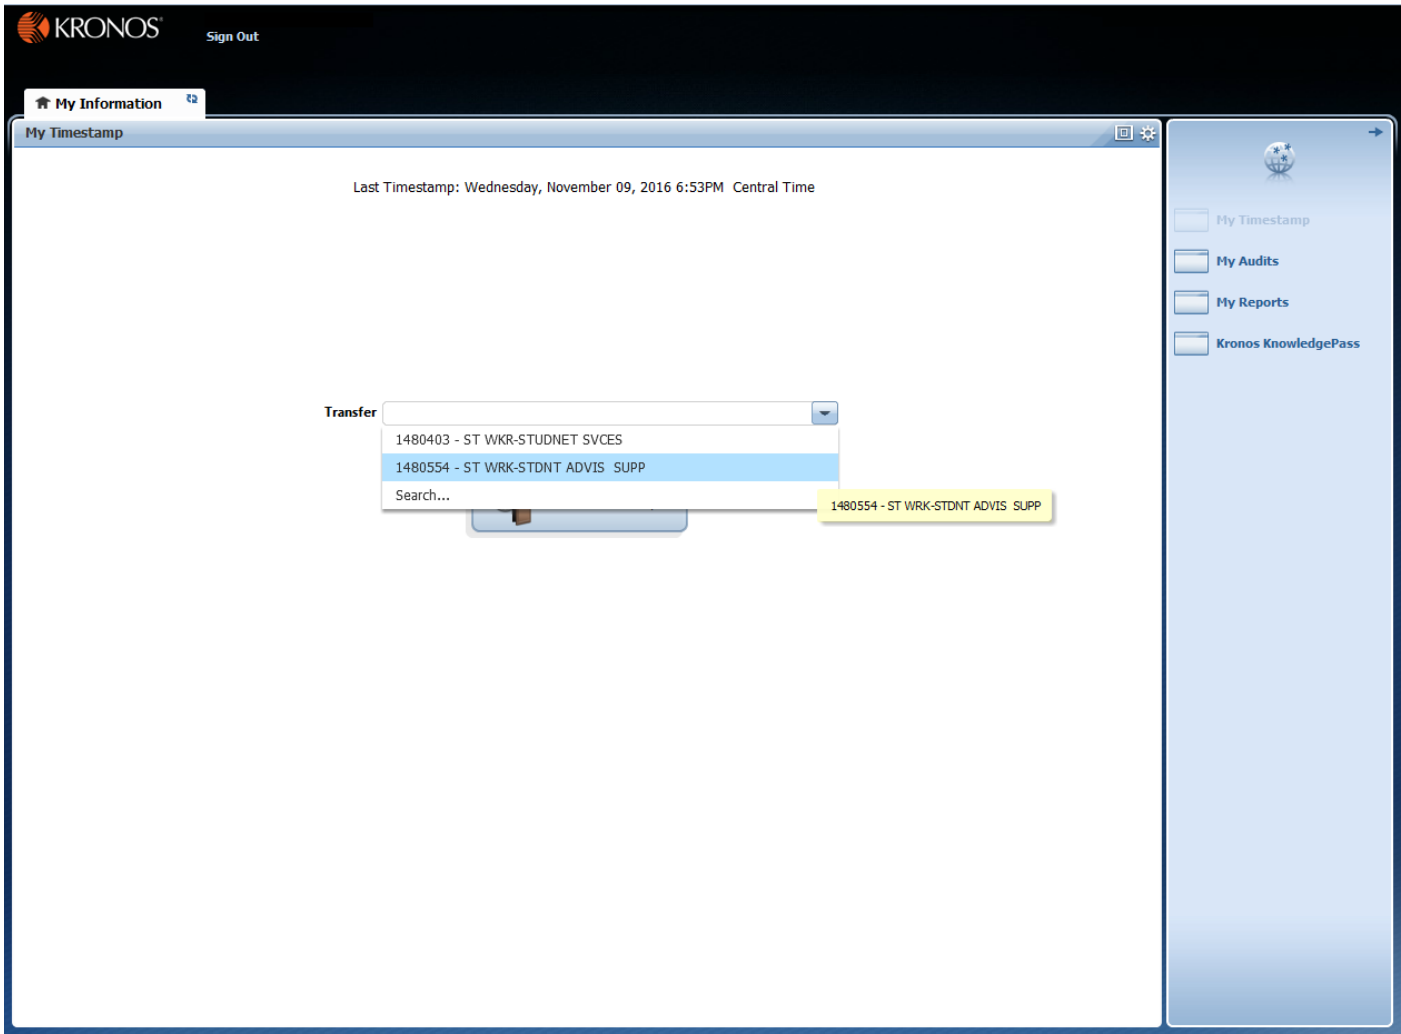 KRONOS
Sign Out
My Information
My Timestamp
Last Timestamp: Wednesday, November 09, 2016 6:53PM  Central Time
My Timestamp
My Audits
My Reports
Kronos KnowledgePass
Transfer
1480403 - ST WKR-STUDNET SVCES
1480554 - ST WRK-STDNT ADVIS  SUPP
Search...
1480554 - ST WRK-STDNT ADVIS  SUPP